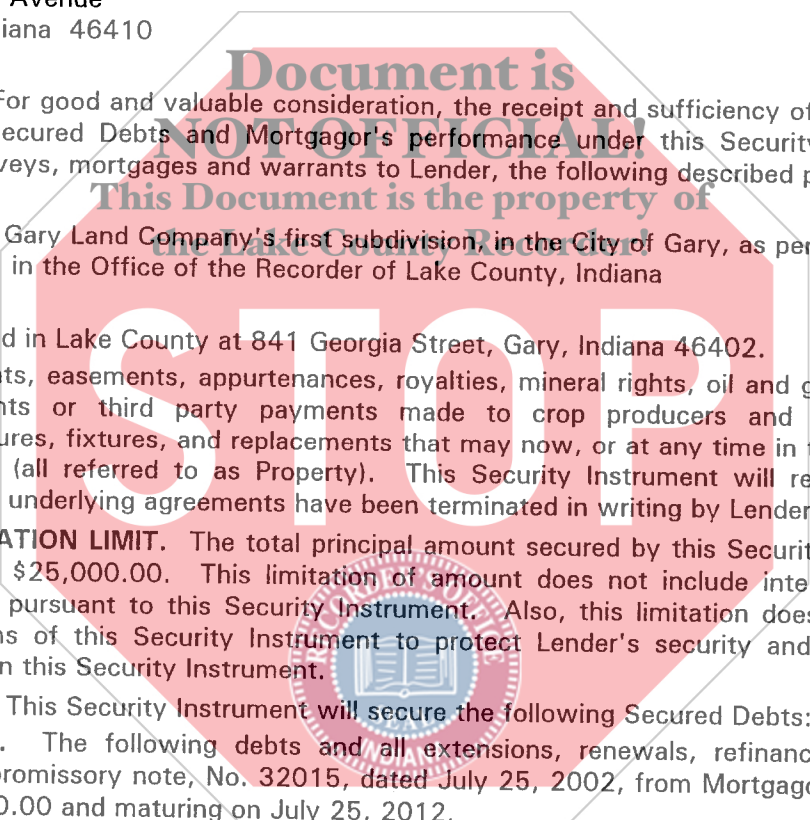 Avenue
iana 46410
Document is
For good and valuable consideration, the receipt and sufficiency of
NOT OFFICIAL!
ecured Debts and Mortgagor's performance under this Security
veys, mortgages and warrants to Lender, the following described p
This Document is the property of
the Lake County Recorder!
Gary Land Company's first subdivision, in the City of Gary, as per
in the Office of the Recorder of Lake County, Indiana
STOP
d in Lake County at 841 Georgia Street, Gary, Indiana 46402.
ts, easements, appurtenances, royalties, mineral rights, oil and g
nts or third party payments made to crop producers and
ures, fixtures, and replacements that may now, or at any time in
(all referred to as Property). This Security Instrument will re
underlying agreements have been terminated in writing by Lender
ATION LIMIT. The total principal amount secured by this Securit
$25,000.00. This limitation of amount does not include inte
pursuant to this Security Instrument. Also, this limitation does
ns of this Security Instrument to protect Lender's security and
n this Security Instrument.
RECORDER'S OFFICE
SEAL
INDIANA
This Security Instrument will secure the following Secured Debts:
. The following debts and all extensions, renewals, refinanc
promissory note, No. 32015, dated July 25, 2002, from Mortgago
0.00 and maturing on July 25, 2012.